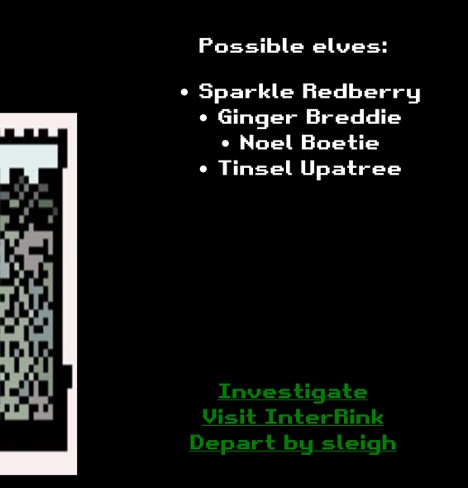 Possible elves:
• Sparkle Redberry
• Ginger Breddie
• Noel Boetie
• Tinsel Upatree
Investigate
Visit InterRink
Depart by sleigh